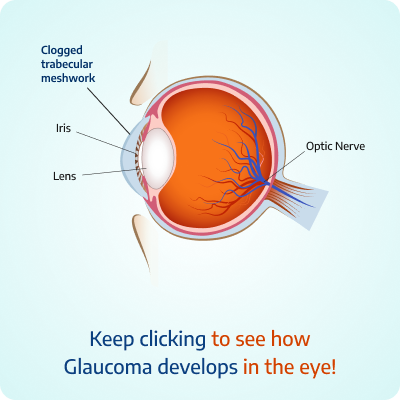 Clogged
trabecular
meshwork
Iris
Optic Nerve
Lens
Keep clicking to see how
Glaucoma develops in the eye!